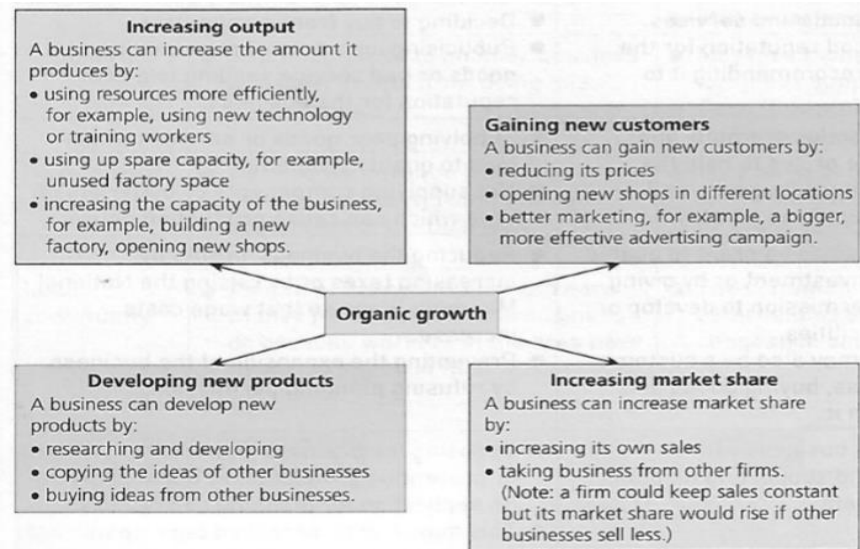 Increasing output
A business can increase the amount it
produces by:
• using resources more efficiently,
for example, using new technology
or training workers
• using up spare capacity, for example,
unused factory space
• increasing the capacity of the business,
for example, building a new
factory, opening new shops.
Gaining new customers
A business can gain new customers by:
• reducing its prices
• opening new shops in different locations
• better marketing, for example, a bigger,
more effective advertising campaign.
Organic growth
Developing new products
A business can develop new
products by:
• researching and developing
• copying the ideas of other businesses
• buying ideas from other businesses.
Increasing market share
A business can increase market share
by:
• increasing its own sales
• taking business from other firms.
(Note: a firm could keep sales constant
but its market share would rise if other
businesses sell less.)